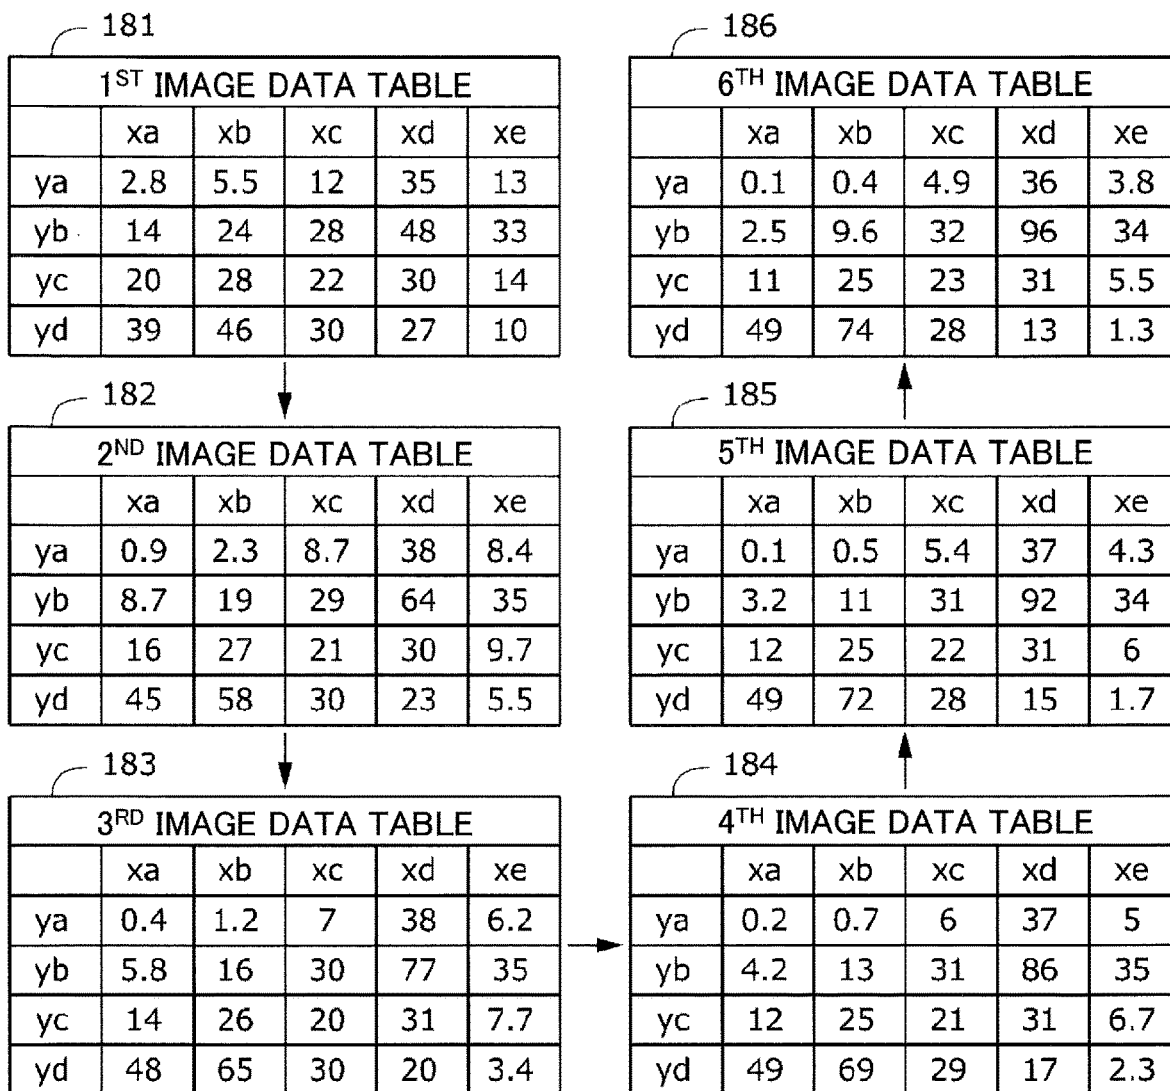 181
1ST IMAGE DATA TABLE
xa xb xc xd xe
ya 2.8 5.5 12 35 13
yb 14 24 28 48 33
yc 20 28 22 30 14
yd 39 46 30 27 10
182
2ND IMAGE DATA TABLE
xa xb xc xd xe
ya 0.9 2.3 8.7 38 8.4
yb 8.7 19 29 64 35
yc 16 27 21 30 9.7
yd 45 58 30 23 5.5
183
3RD IMAGE DATA TABLE
xa xb xc xd xe
ya 0.4 1.2 7 38 6.2
yb 5.8 16 30 77 35
yc 14 26 20 31 7.7
yd 48 65 30 20 3.4
184
4TH IMAGE DATA TABLE
xa xb xc xd xe
ya 0.2 0.7 6 37 5
yb 4.2 13 31 86 35
yc 12 25 21 31 6.7
yd 49 69 29 17 2.3
185
5TH IMAGE DATA TABLE
xa xb xc xd xe
ya 0.1 0.5 5.4 37 4.3
yb 3.2 11 31 92 34
yc 12 25 22 31 6
yd 49 72 28 15 1.7
186
6TH IMAGE DATA TABLE
xa xb xc xd xe
ya 0.1 0.4 4.9 36 3.8
yb 2.5 9.6 32 96 34
yc 11 25 23 31 5.5
yd 49 74 28 13 1.3